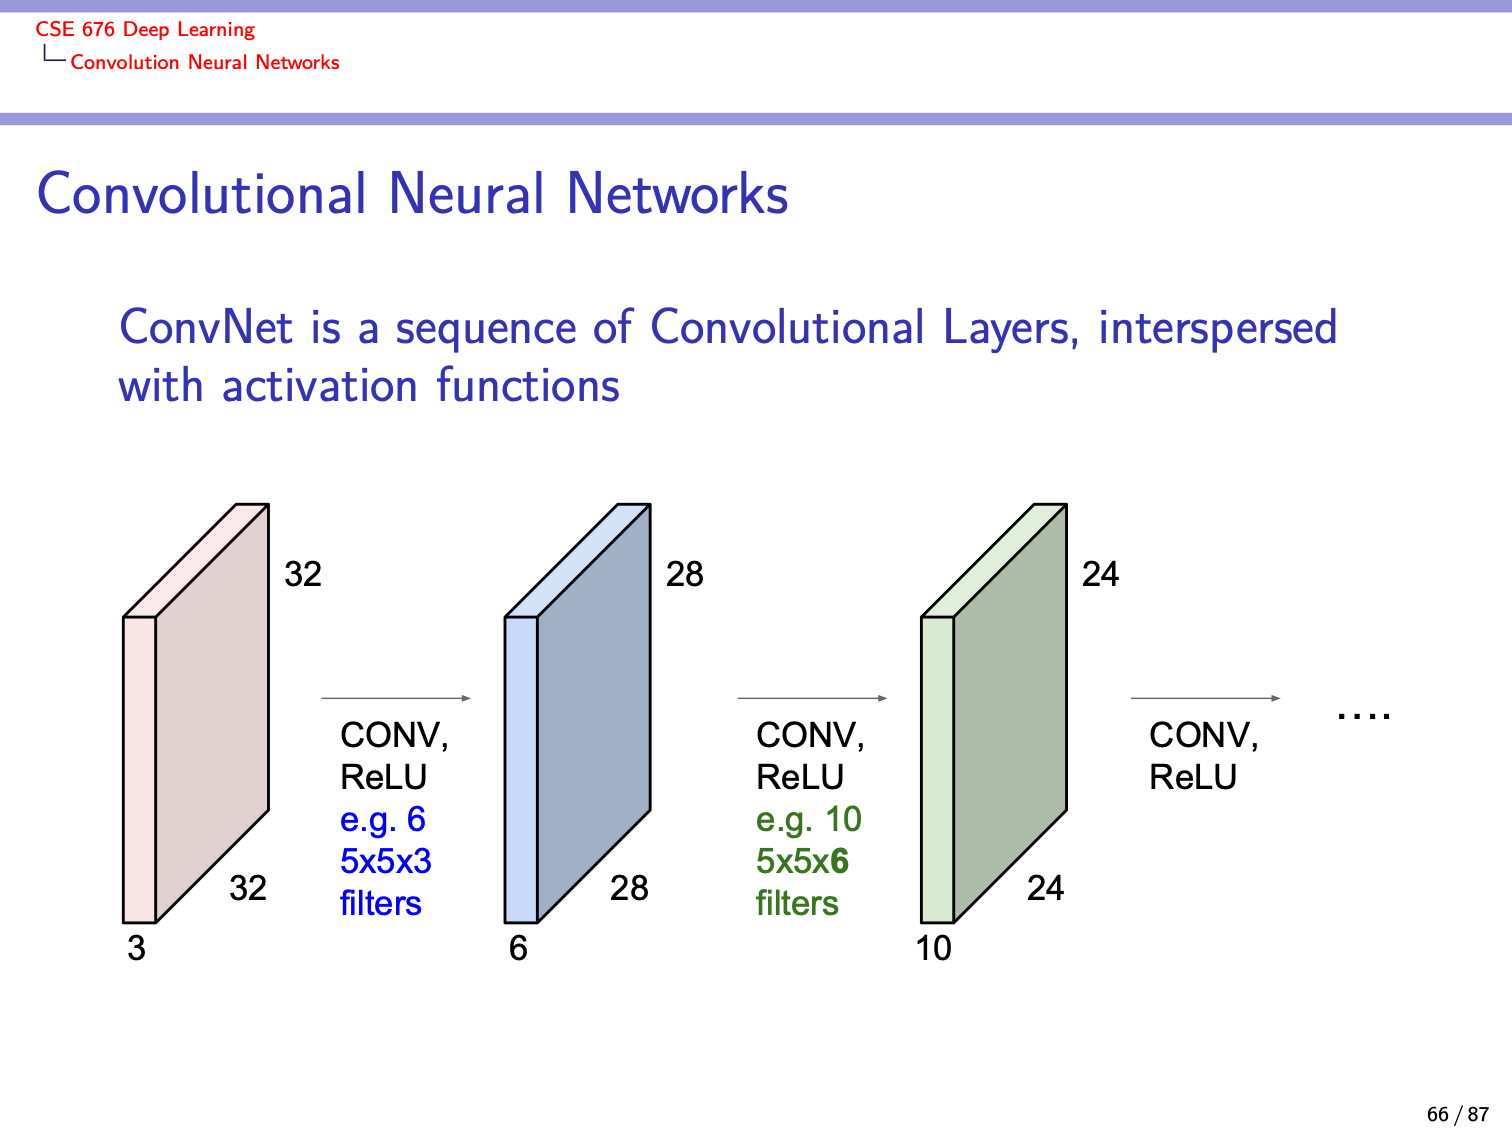 CSE 676 Deep Learning
Convolution Neural Networks
Convolutional Neural Networks
ConvNet is a sequence of Convolutional Layers, interspersed
with activation functions
32
32
3
CONV,
ReLU
e.g. 6
5x5x3
filters
28
28
6
CONV,
ReLU
e.g. 10
5x5x6
filters
24
24
10
CONV,
ReLU
....
66 / 87